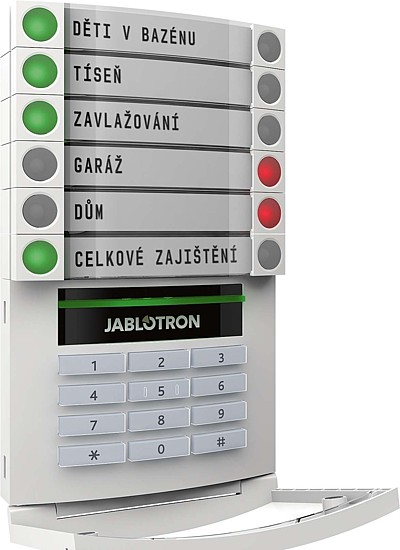 DĚTI V BAZÉNU
TÍSEŇ
ZAVLAŽOVÁNÍ
GARÁŽ
DŮM
CELKOVÉ ZAJIŠTĚNÍ
JABLOTRON
1 2 3
4 5 6
7 8 9
* 0 #